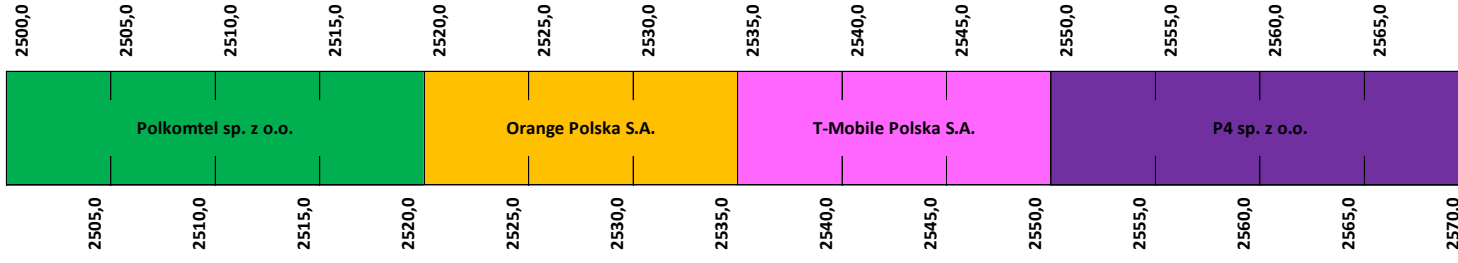 2500,0 2505,0 2510,0 2515,0 2520,0 2525,0 2530,0 2535,0 2540,0 2545,0 2550,0 2555,0 2560,0 2565,0
Polkomtel sp. z o.o. Orange Polska S.A. T-Mobile Polska S.A. P4 sp. z o.o.
2505,0 2510,0 2515,0 2520,0 2525,0 2530,0 2535,0 2540,0 2545,0 2550,0 2555,0 2560,0 2565,0 2570,0